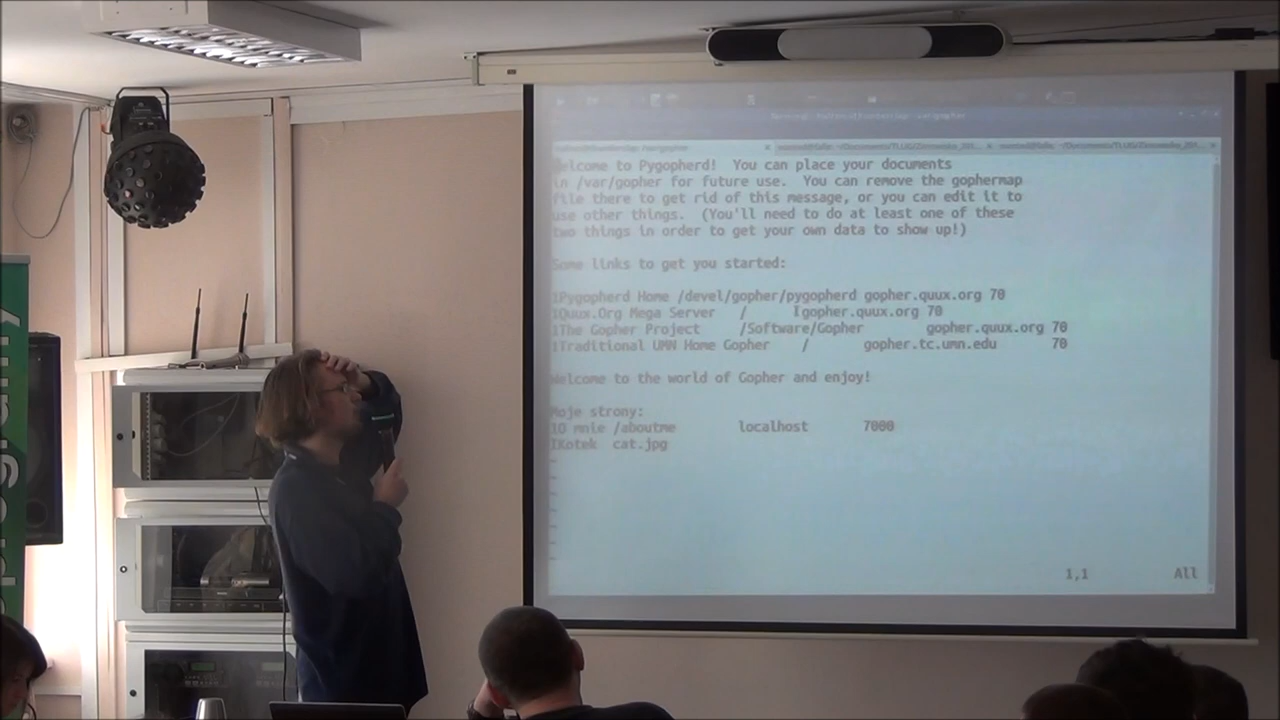 Welcome to Pygopherd!  You can place your documents
in /var/gopher for future use.  You can remove the gophermap
file there to get rid of this message, or you can edit it to
use other things.  (You'll need to do at least one of these
two things in order to get your own data to show up!)
Some links to get you started:
1Pygopherd Home /devel/gopher/pygopherd gopher.quux.org 70
1Quux.Org Mega Server / gopher.quux.org 70
1The Gopher Project /Software/Gopher gopher.quux.org 70
1Traditional UMN Home Gopher / gopher.tc.umn.edu 70
Welcome to the world of Gopher and enjoy!
Moje strony:
1O mnie /aboutme localhost 7000
IKotek cat.jpg
~
~
~
~
~
~
~
1,1 All